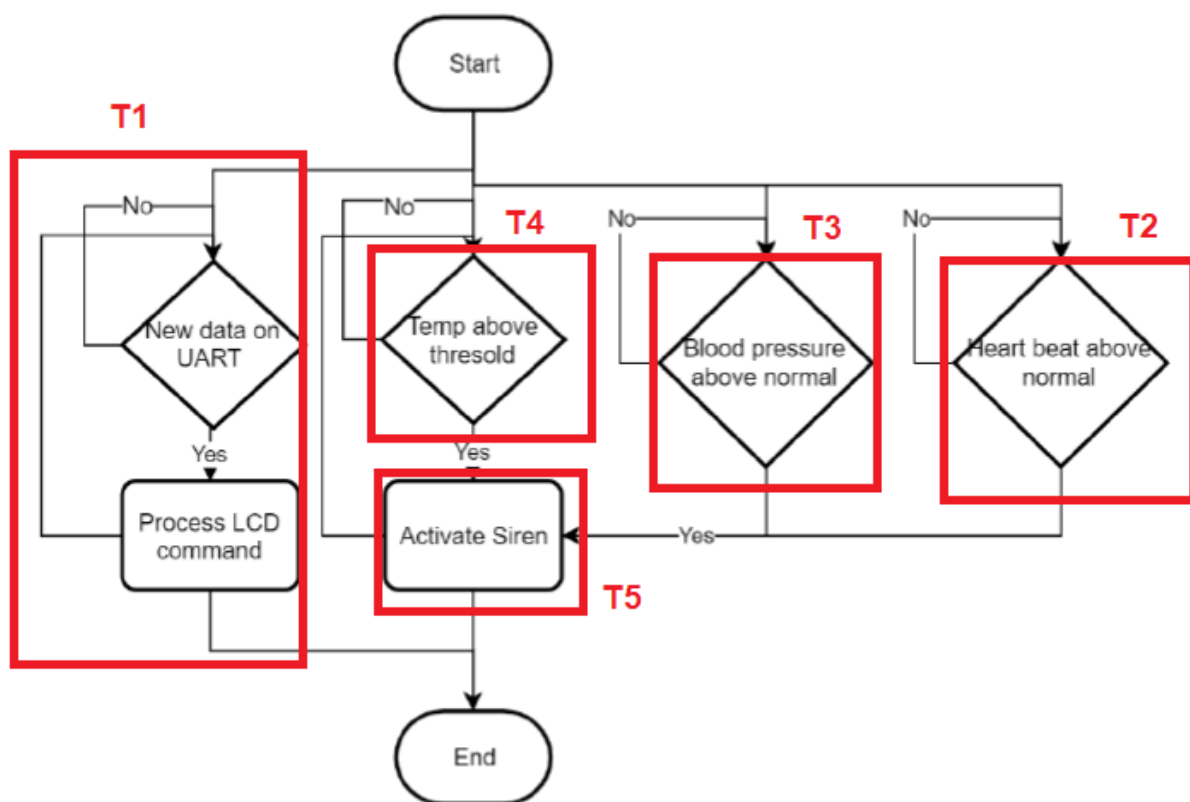 Start
T1
No
New data on
UART
Yes
Process LCD
command
No
T4
Temp above
thresold
Yes
Activate Siren
T5
No
T3
Blood pressure
above normal
Yes
No
T2
Heart beat above
normal
End